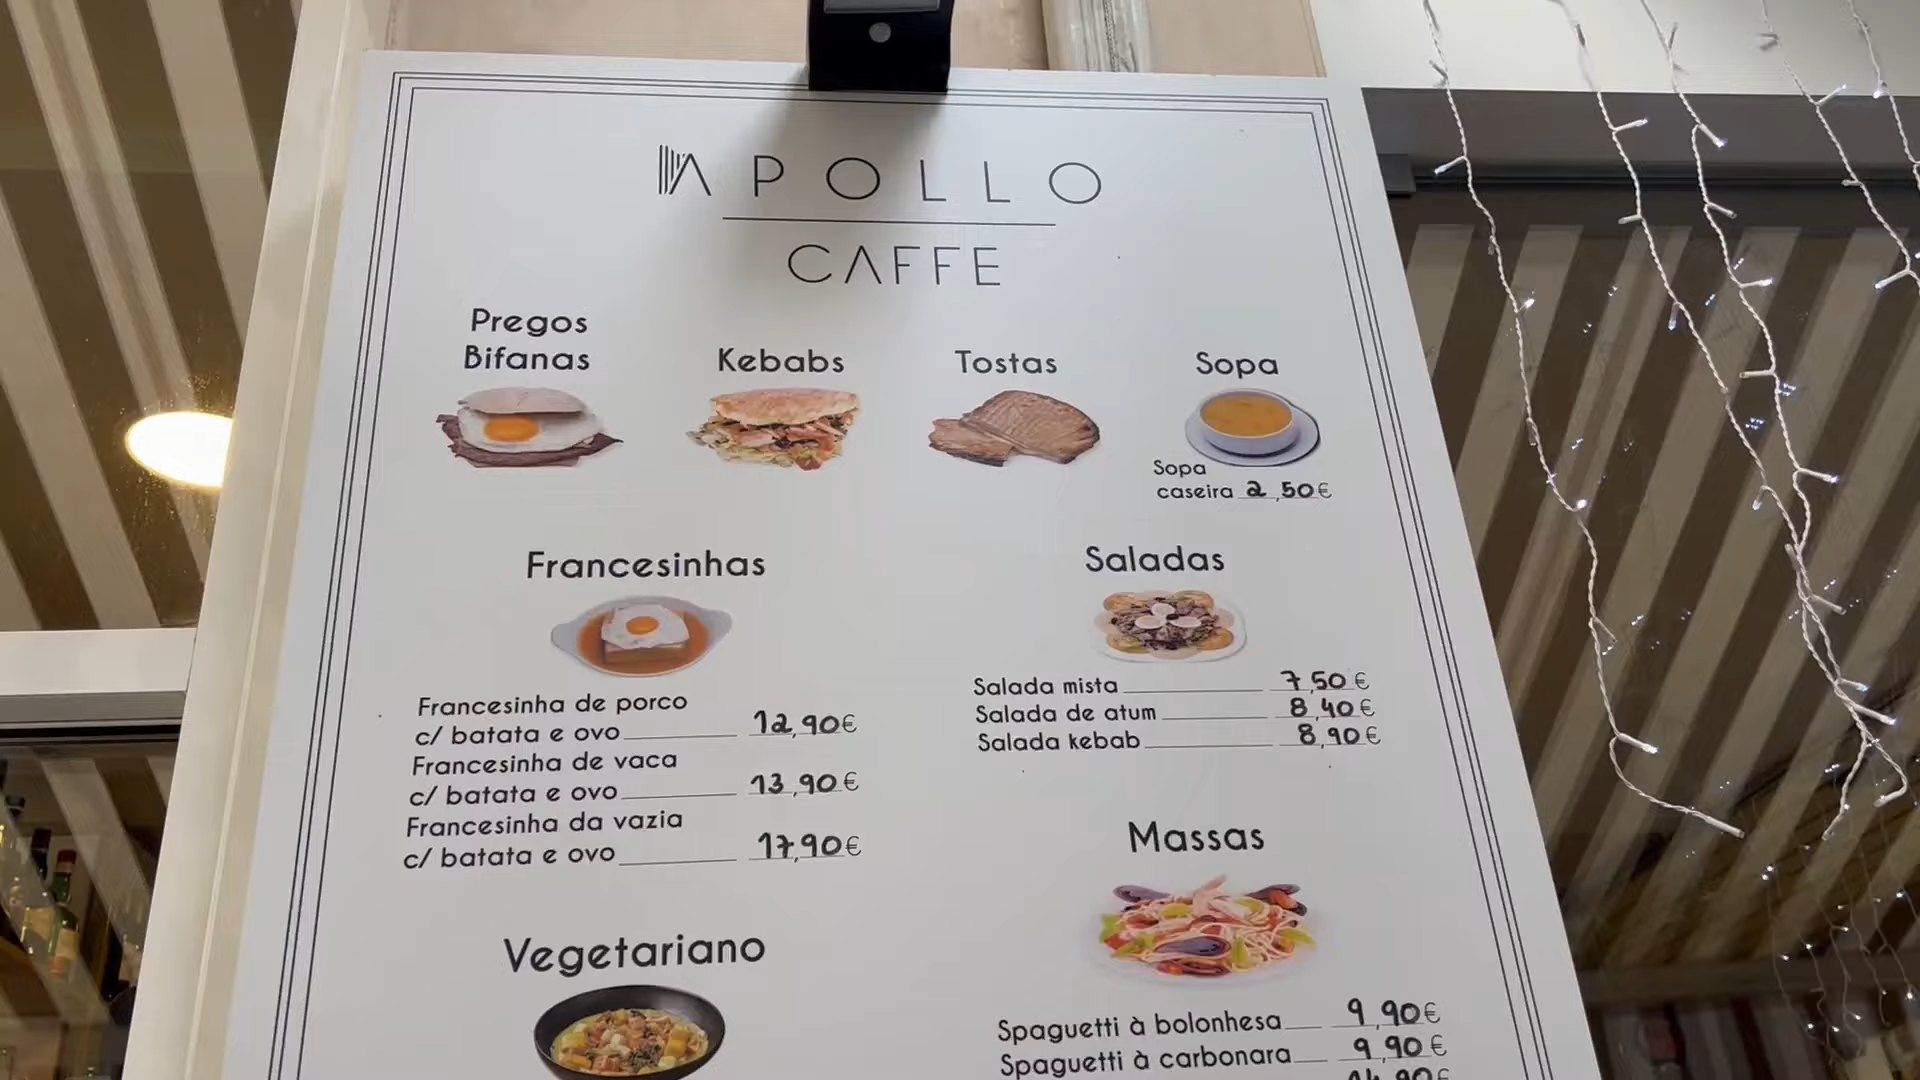 APOLLO
CAFFE
Pregos
Bifanas
Kebabs
Tostas
Sopa
Sopa
caseira 2,50€
Francesinhas
Francesinha de porco
c/ batata e ovo 12,90€
Francesinha de vaca
c/ batata e ovo 13,90€
Francesinha da vazia
c/ batata e ovo 17,90€
Saladas
Salada mista 7,50€
Salada de atum 8,40€
Salada kebab 8,90€
Vegetariano
Massas
Spaguetti à bolonhesa 9,90€
Spaguetti à carbonara 9,90€